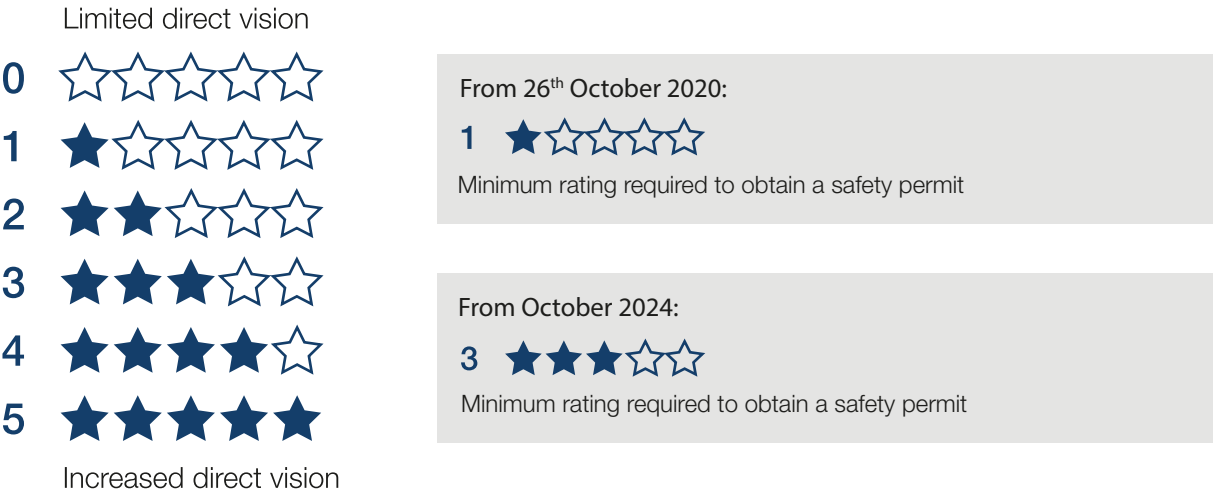 Limited direct vision
0
1
2
3
4
5
Increased direct vision
From 26th October 2020:
1
Minimum rating required to obtain a safety permit
From October 2024:
3
Minimum rating required to obtain a safety permit